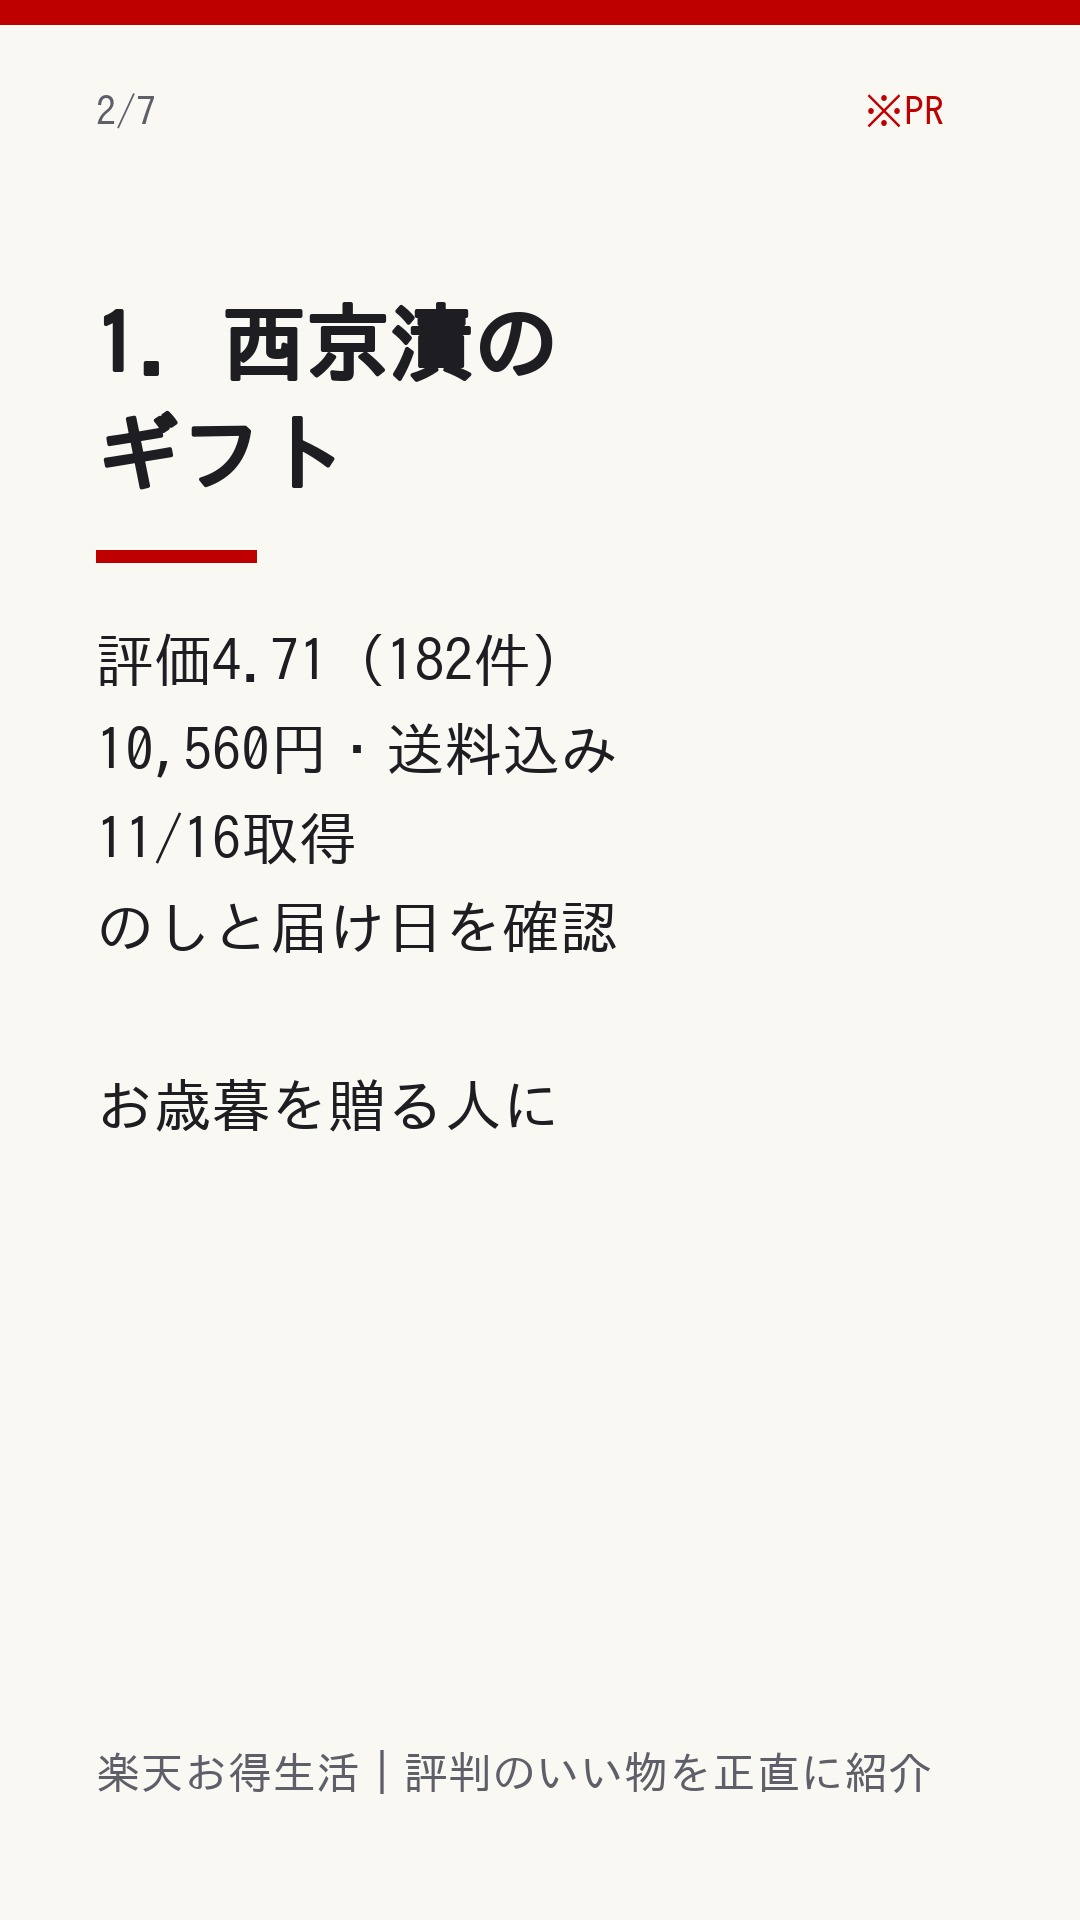 2/7
※PR
1. 西京漬の
ギフト
評価4.71（182件）
10,560円・送料込み
11/16取得
のしと届け日を確認
お歳暮を贈る人に
楽天お得生活｜評判のいい物を正直に紹介